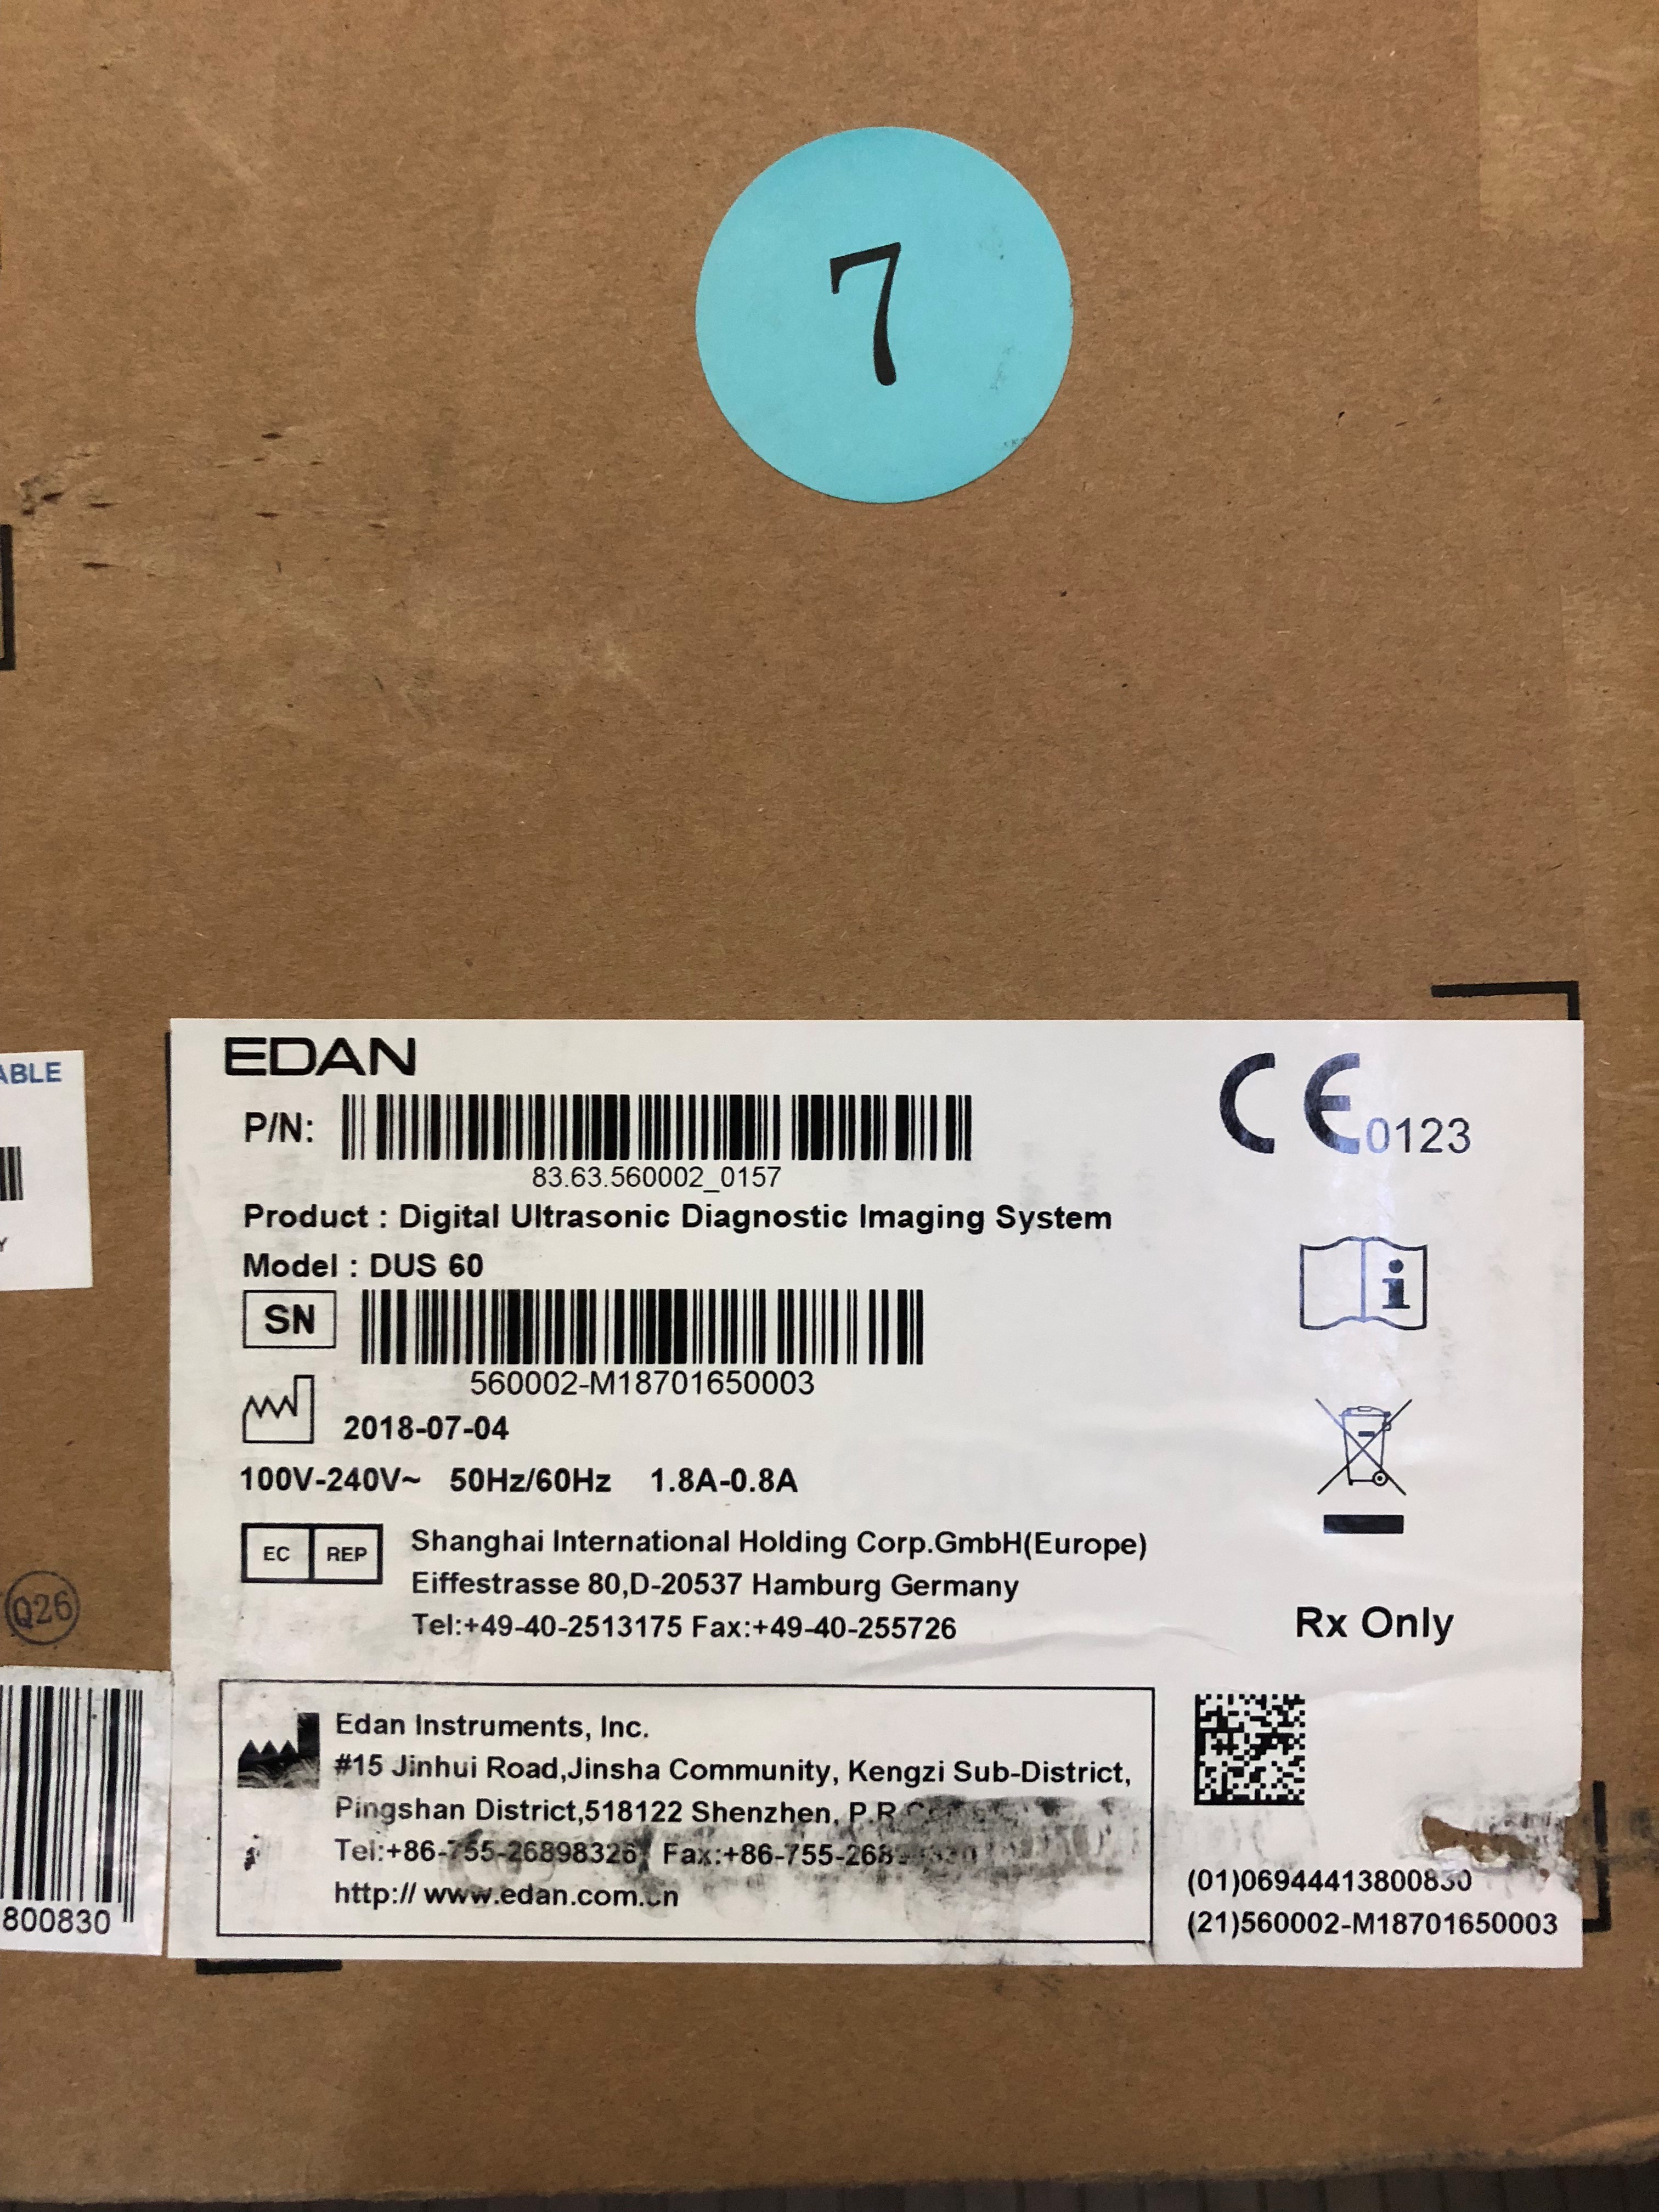 7
ABLE
Y
Q26
800830
EDAN
P/N:
83.63.560002_0157
CE 0123
Product : Digital Ultrasonic Diagnostic Imaging System
Model : DUS 60
SN
560002-M18701650003
2018-07-04
100V-240V~ 50Hz/60Hz 1.8A-0.8A
EC REP
Shanghai International Holding Corp.GmbH(Europe)
Eiffestrasse 80,D-20537 Hamburg Germany
Tel:+49-40-2513175 Fax:+49-40-255726
i
Rx Only
Edan Instruments, Inc.
#15 Jinhui Road,Jinsha Community, Kengzi Sub-District,
Pingshan District,518122 Shenzhen, P.R.
Tel:+86-755-26898326 Fax:+86-755-268
http:// www.edan.com.cn
(01)06944413800830
(21)560002-M18701650003